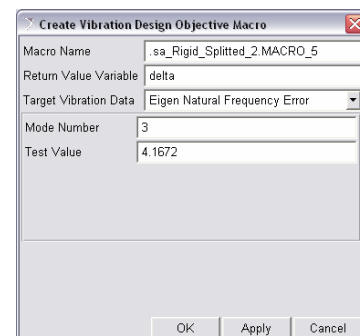 Create Vibration Design Objective Macro
Macro Name .sa_Rigid_Splitted_2.MACRO_5
Return Value Variable delta
Target Vibration Data Eigen Natural Frequency Error
Mode Number 3
Test Value 4.1672
OK Apply Cancel